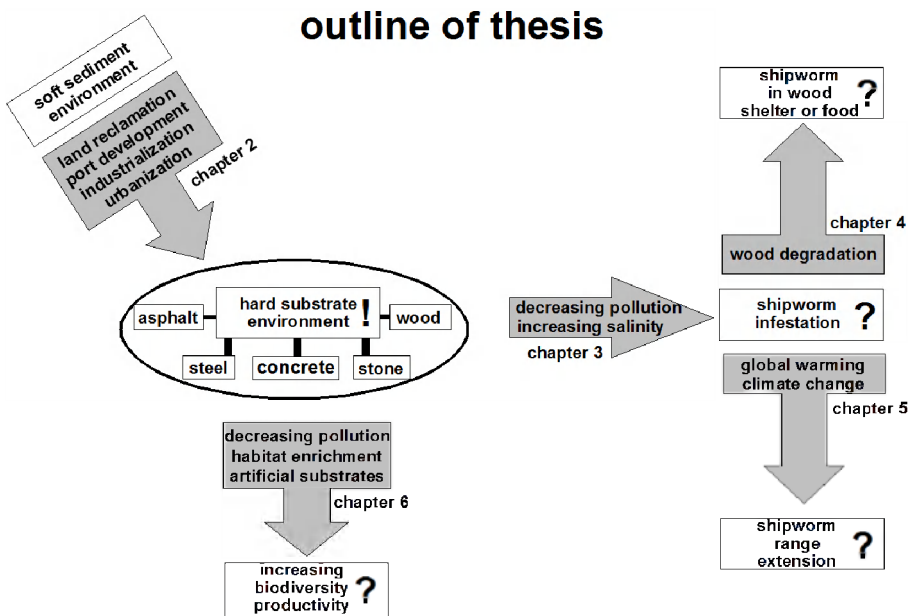 outline of thesis
soft sediment
environment
land reclamation
port development
industrialization
urbanization
chapter 2
hard substrate
environment !
asphalt
wood
steel
concrete
stone
decreasing pollution
increasing salinity
chapter 3
shipworm
in wood
shelter or food ?
chapter 4
wood degradation
shipworm
infestation ?
global warming
climate change
chapter 5
shipworm
range
extension ?
decreasing pollution
habitat enrichment
artificial substrates
chapter 6
increasing
biodiversity
productivity ?